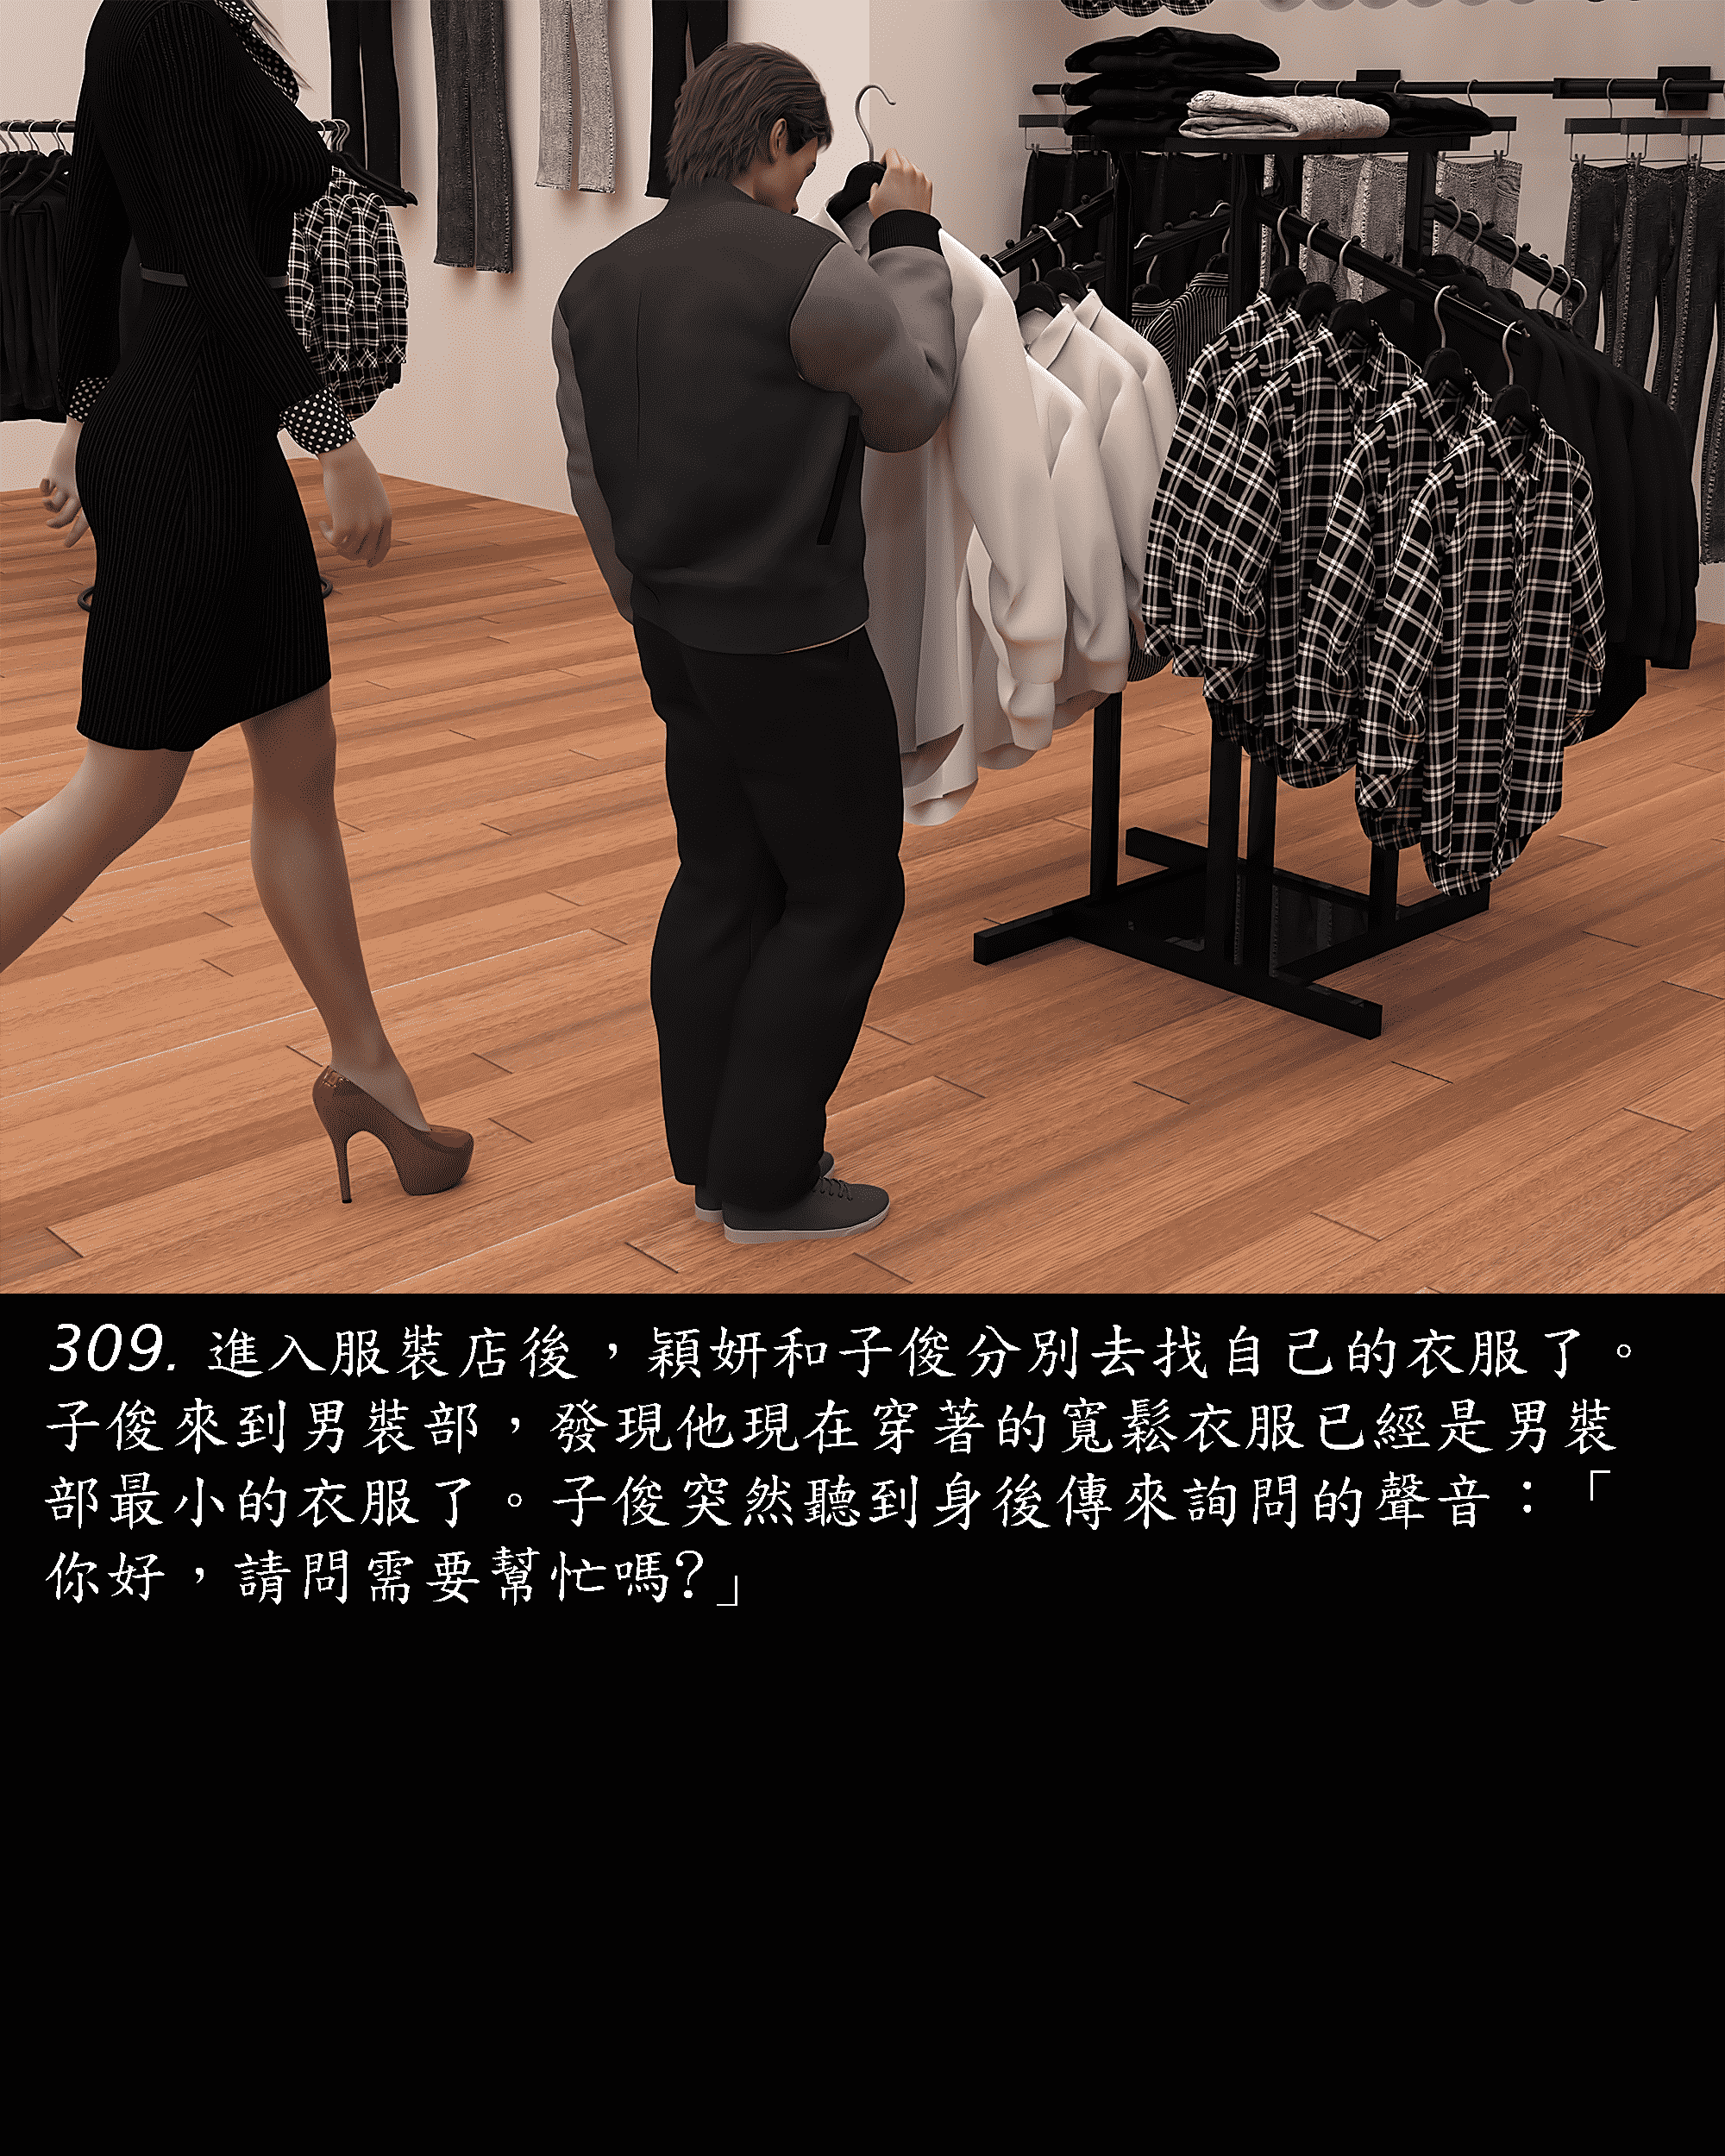 309. 進入服裝店後，穎妍和子俊分別去找自己的衣服了。
子俊來到男裝部，發現他現在穿著的寬鬆衣服已經是男裝
部最小的衣服了。子俊突然聽到身後傳來詢問的聲音：「
你好，請問需要幫忙嗎?」